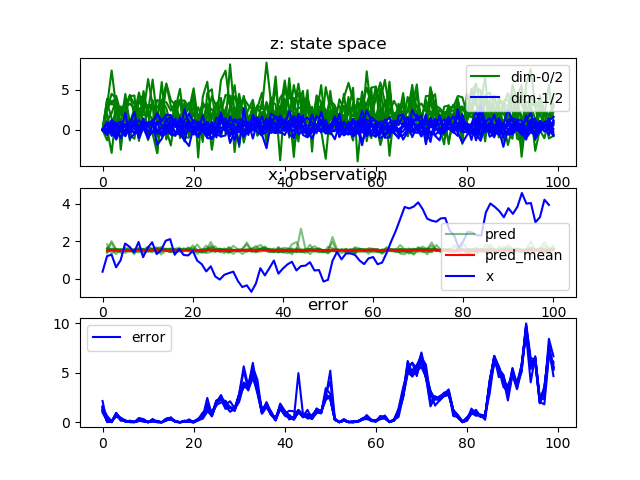 z: state space
5
0
dim-0/2
dim-1/2
0 20 40 60 80 100
x: observation
4
2
0
pred
pred_mean
x
0 20 40 60 80 100
error
10
5
0
error
0 20 40 60 80 100